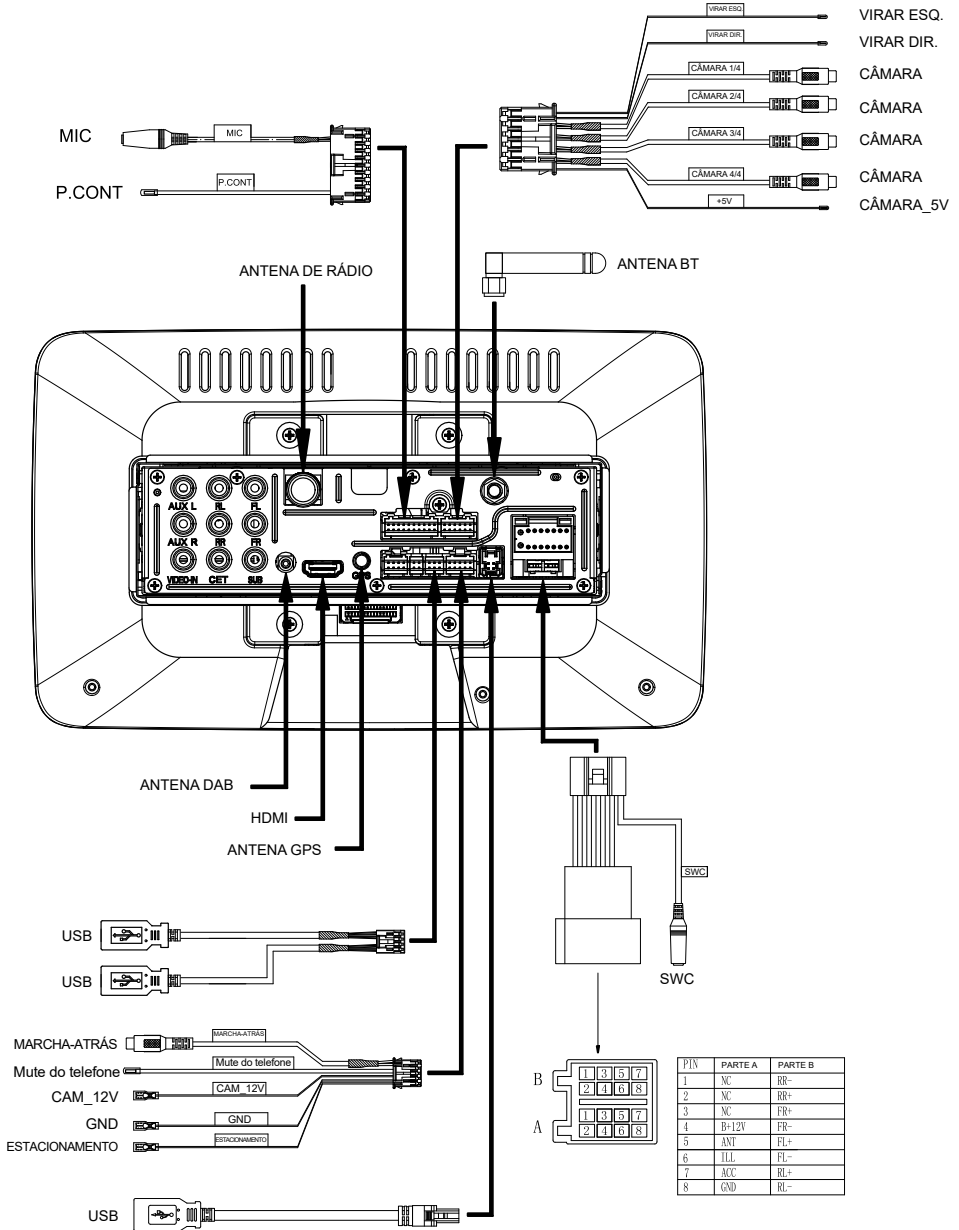 VIRAR ESQ.
VIRAR ESQ.
VIRAR DIR.
VIRAR DIR.
CÂMARA 1/4
CÂMARA
CÂMARA 2/4
CÂMARA
CÂMARA 3/4
CÂMARA
CÂMARA 4/4
CÂMARA
+5V
CÂMARA_5V
MIC
MIC
P.CONT
P.CONT
ANTENA DE RÁDIO
ANTENA BT
AUX L RL FL
AUX R RR FR
VIDEO-IN CET SUB
GPS
ANTENA DAB
HDMI
ANTENA GPS
USB
USB
MARCHA-ATRÁS
MARCHA-ATRÁS
Mute do telefone
Mute do telefone
CAM_12V
CAM_12V
GND
GND
ESTACIONAMENTO
ESTACIONAMENTO
USB
SWC
SWC
B
1 3 5 7
2 4 6 8
A
1 3 5 7
2 4 6 8
PIN PARTE A PARTE B
1 NC RR-
2 NC RR+
3 NC FR+
4 B+12V FR-
5 ANT FL+
6 ILL FL-
7 ACC RL+
8 GND RL-